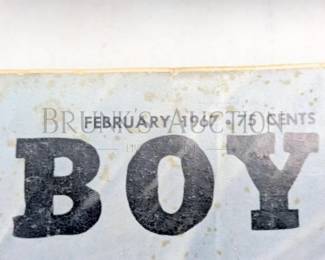 BRUNK'S AUCTION
FEBRUARY 1967 • 75 CENTS
BOY